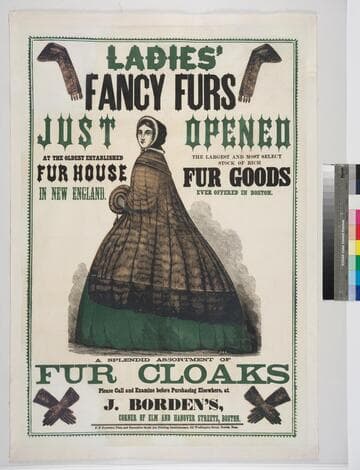 LADIES'
FANCY FURS
JUST OPENED
AT THE OLDEST ESTABLISHED
FUR HOUSE
IN NEW ENGLAND.
THE LARGEST AND MOST SELECT
STOCK OF RICH
FUR GOODS
EVER OFFERED IN BOSTON.
A SPLENDID ASSORTMENT OF
FUR CLOAKS
Please Call and Examine before Purchasing Elsewhere, at
J. BORDEN'S,
CORNER OF ELM AND HANOVER STREETS, BOSTON.